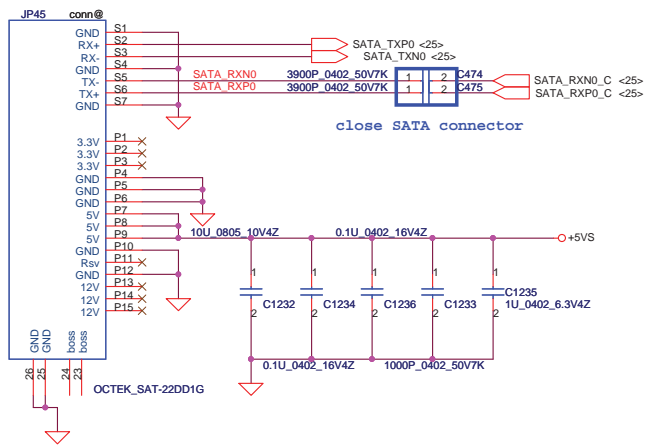 JP45 conn@
GND S1
RX+ S2
RX- S3
GND S4
TX- S5
TX+ S6
GND S7
SATA_TXP0 <25>
SATA_TXN0 <25>
SATA_RXN0 3900P_0402_50V7K 1 2 C474 SATA_RXN0_C <25>
SATA_RXP0 3900P_0402_50V7K 1 2 C475 SATA_RXP0_C <25>
close SATA connector
3.3V P1
3.3V P2
3.3V P3
GND P4
GND P5
GND P6
5V P7
5V P8
5V P9
GND P10
Rsv P11
GND P12
12V P13
12V P14
12V P15
10U_0805_10V4Z 0.1U_0402_16V4Z +5VS
1 1 1 1 1
C1232 C1234 C1236 C1233 C1235
1U_0402_6.3V4Z
2 2 2 2 2
0.1U_0402_16V4Z 1000P_0402_50V7K
GND GND boss boss
26 25 24 23
OCTEK_SAT-22DD1G